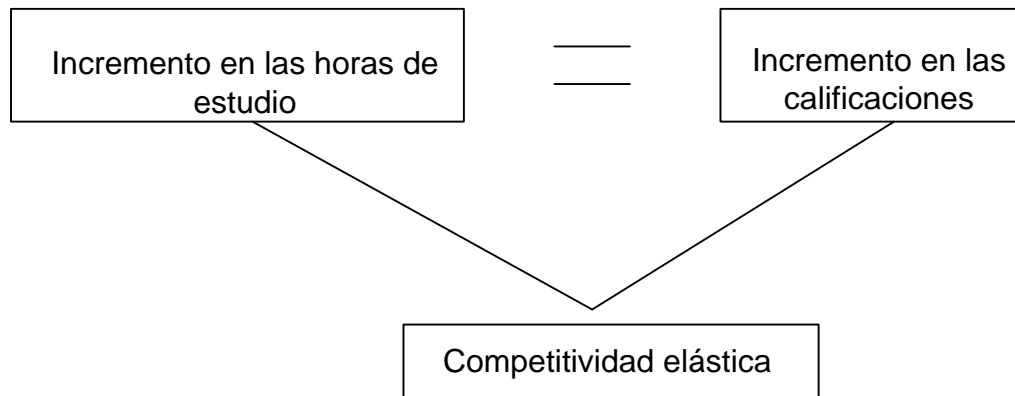 Incremento en las horas de
estudio
Incremento en las
calificaciones
Competitividad elástica